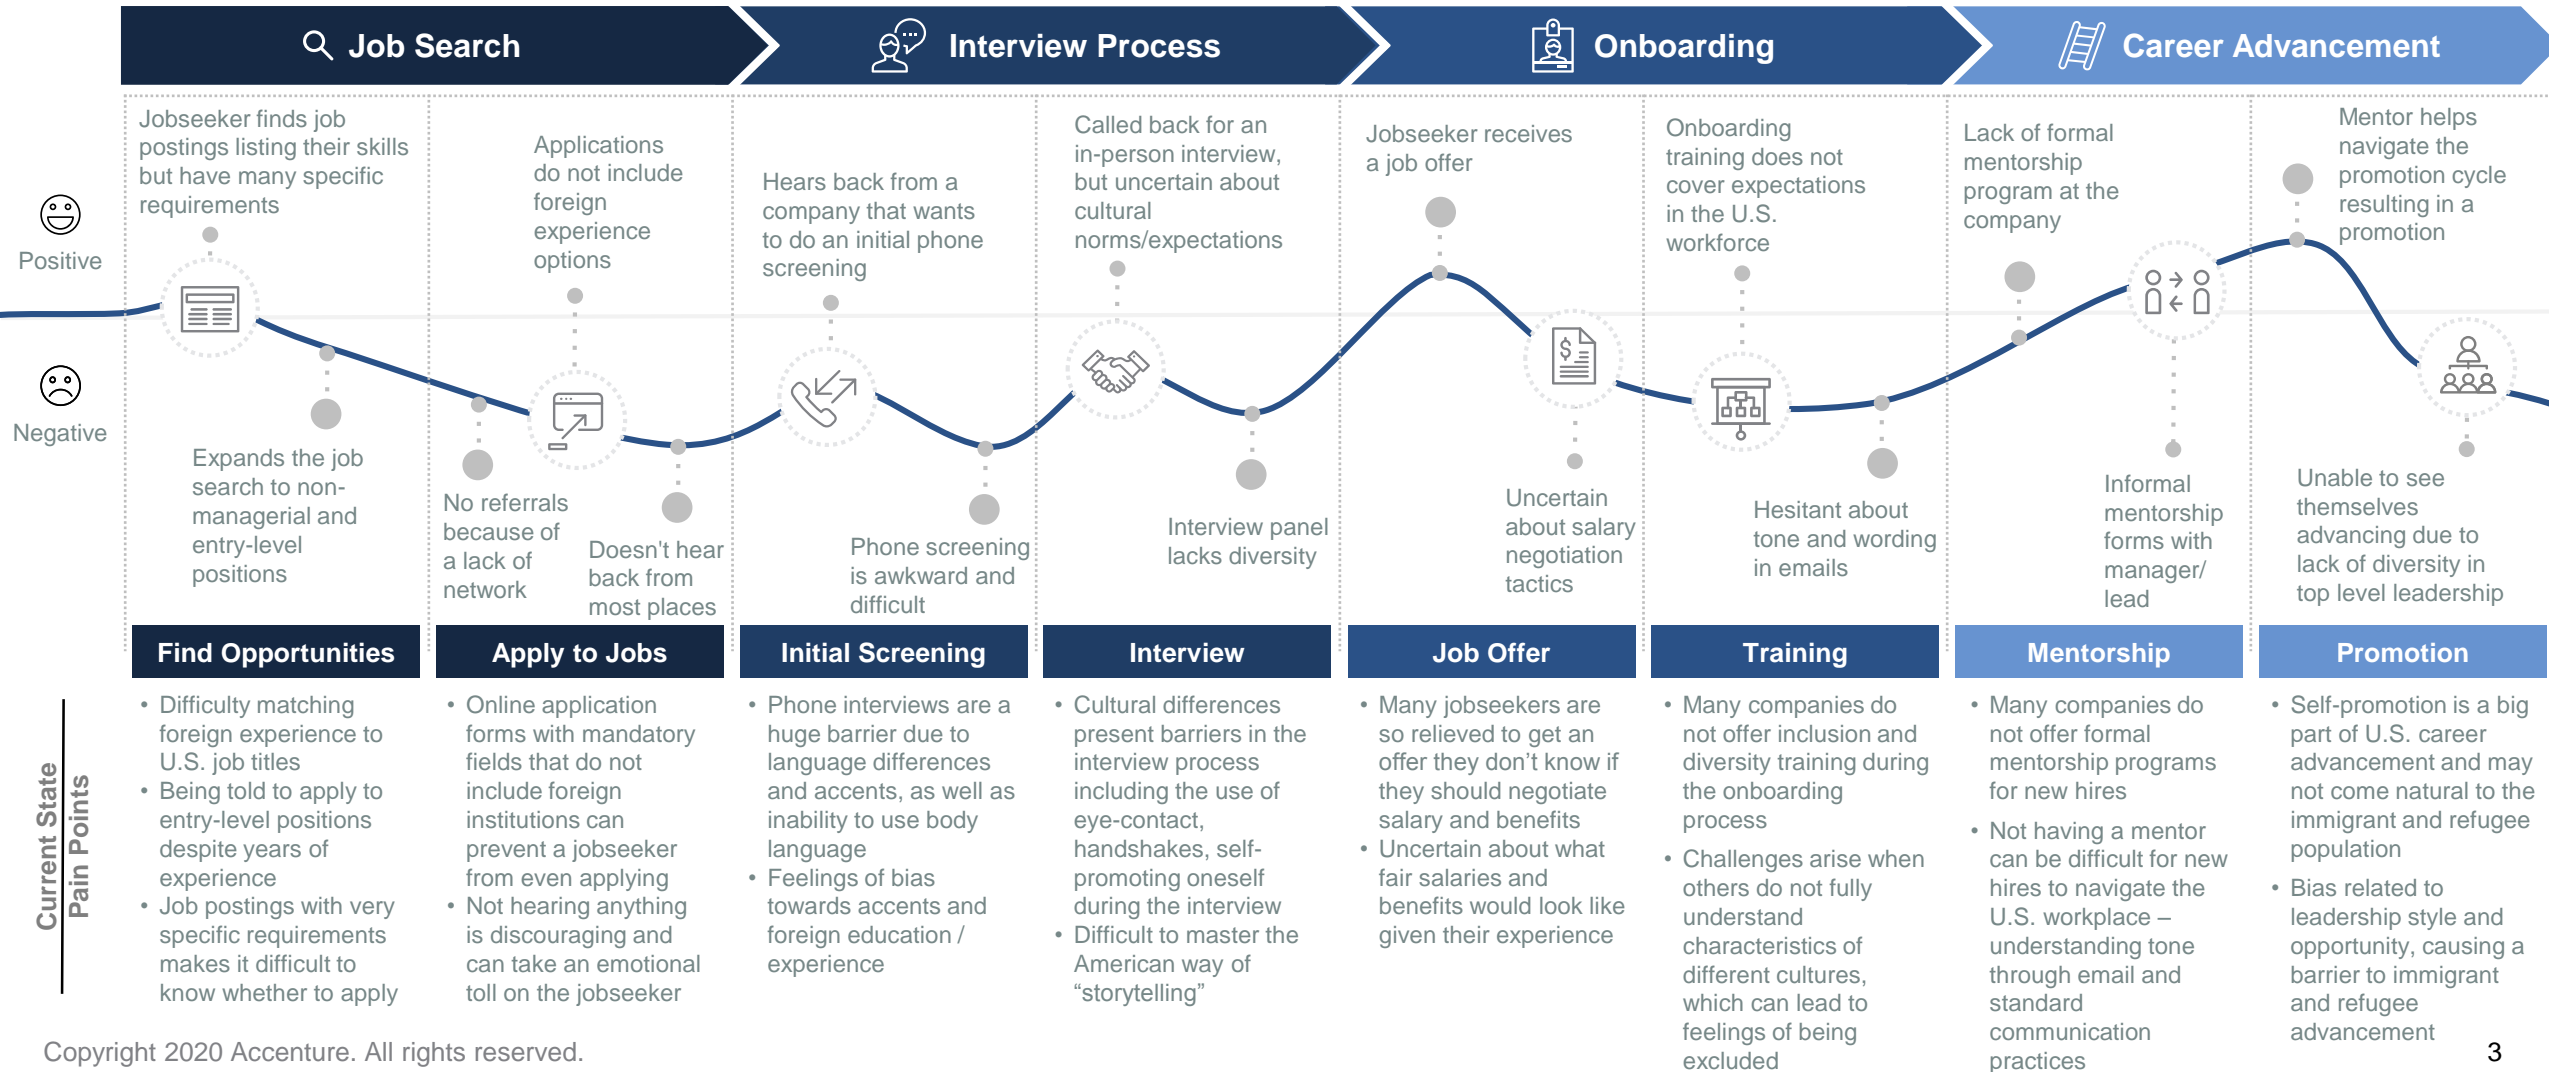 Job Search
Interview Process
Onboarding
Career Advancement
Positive
Negative
Jobseeker finds job
postings listing their skills
but have many specific
requirements
Expands the job
search to non-
managerial and
entry-level
positions
Applications
do not include
foreign
experience
options
No referrals
because of
a lack of
network
Doesn't hear
back from
most places
Hears back from a
company that wants
to do an initial phone
screening
Phone screening
is awkward and
difficult
Called back for an
in-person interview,
but uncertain about
cultural
norms/expectations
Interview panel
lacks diversity
Jobseeker receives
a job offer
Uncertain
about salary
negotiation
tactics
Onboarding
training does not
cover expectations
in the U.S.
workforce
Hesitant about
tone and wording
in emails
Lack of formal
mentorship
program at the
company
Informal
mentorship
forms with
manager/
lead
Mentor helps
navigate the
promotion cycle
resulting in a
promotion
Unable to see
themselves
advancing due to
lack of diversity in
top level leadership
Current State
Pain Points
Find Opportunities
• Difficulty matching
foreign experience to
U.S. job titles
• Being told to apply to
entry-level positions
despite years of
experience
• Job postings with very
specific requirements
makes it difficult to
know whether to apply
Apply to Jobs
• Online application
forms with mandatory
fields that do not
include foreign
institutions can
prevent a jobseeker
from even applying
• Not hearing anything
is discouraging and
can take an emotional
toll on the jobseeker
Initial Screening
• Phone interviews are a
huge barrier due to
language differences
and accents, as well as
inability to use body
language
• Feelings of bias
towards accents and
foreign education /
experience
Interview
• Cultural differences
present barriers in the
interview process
including the use of
eye-contact,
handshakes, self-
promoting oneself
during the interview
• Difficult to master the
American way of
“storytelling”
Job Offer
• Many jobseekers are
so relieved to get an
offer they don’t know if
they should negotiate
salary and benefits
• Uncertain about what
fair salaries and
benefits would look like
given their experience
Training
• Many companies do
not offer inclusion and
diversity training during
the onboarding
process
• Challenges arise when
others do not fully
understand
characteristics of
different cultures,
which can lead to
feelings of being
excluded
Mentorship
• Many companies do
not offer formal
mentorship programs
for new hires
• Not having a mentor
can be difficult for new
hires to navigate the
U.S. workplace –
understanding tone
through email and
standard
communication
practices
Promotion
• Self-promotion is a big
part of U.S. career
advancement and may
not come natural to the
immigrant and refugee
population
• Bias related to
leadership style and
opportunity, causing a
barrier to immigrant
and refugee
advancement
Copyright 2020 Accenture. All rights reserved.
3